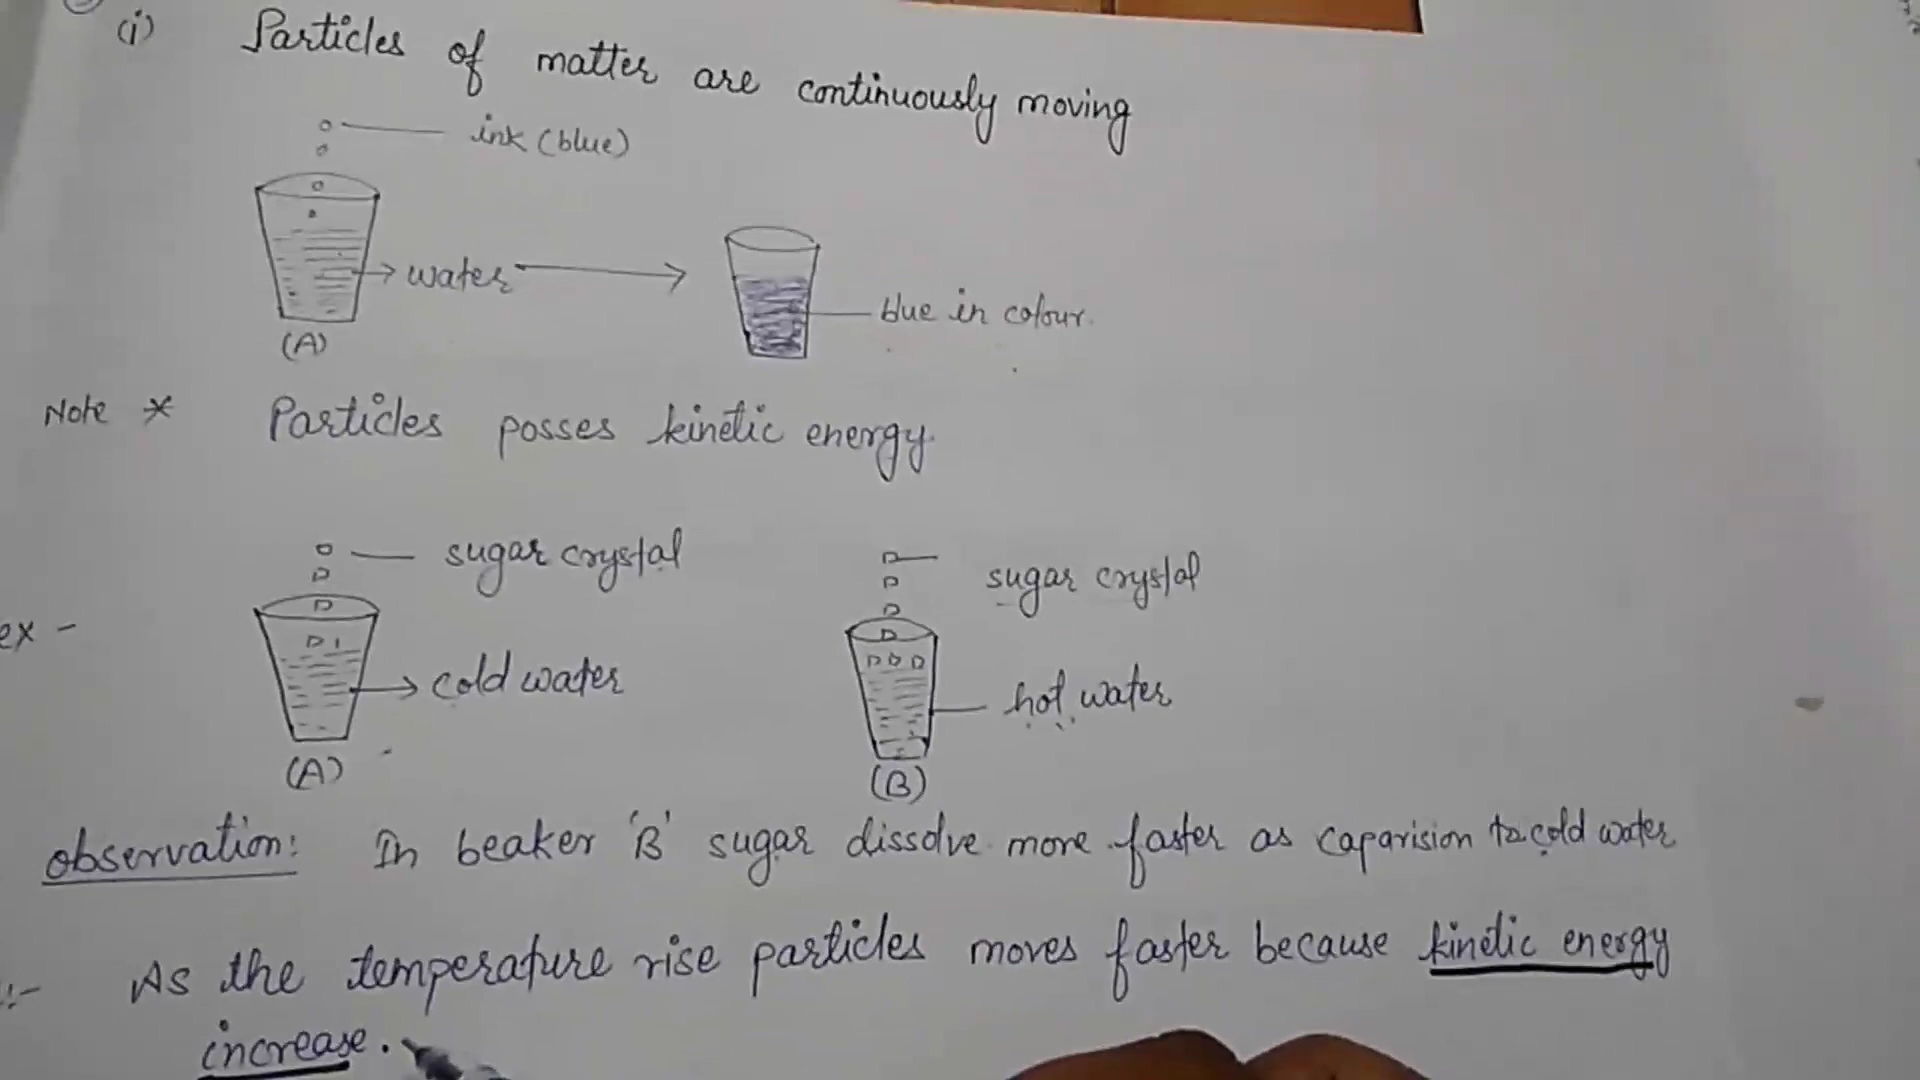 (i) Particles of matter are continuously moving
ink (blue)
water
blue in colour.
(A)
Note * Particles posses kinetic energy.
sugar crystal
sugar crystal
ex -
cold water
hot water
(A)
(B)
observation: In beaker 'B' sugar dissolve more faster as caparision to cold water
:- As the temperature rise particles moves faster because kinetic energy
increase.